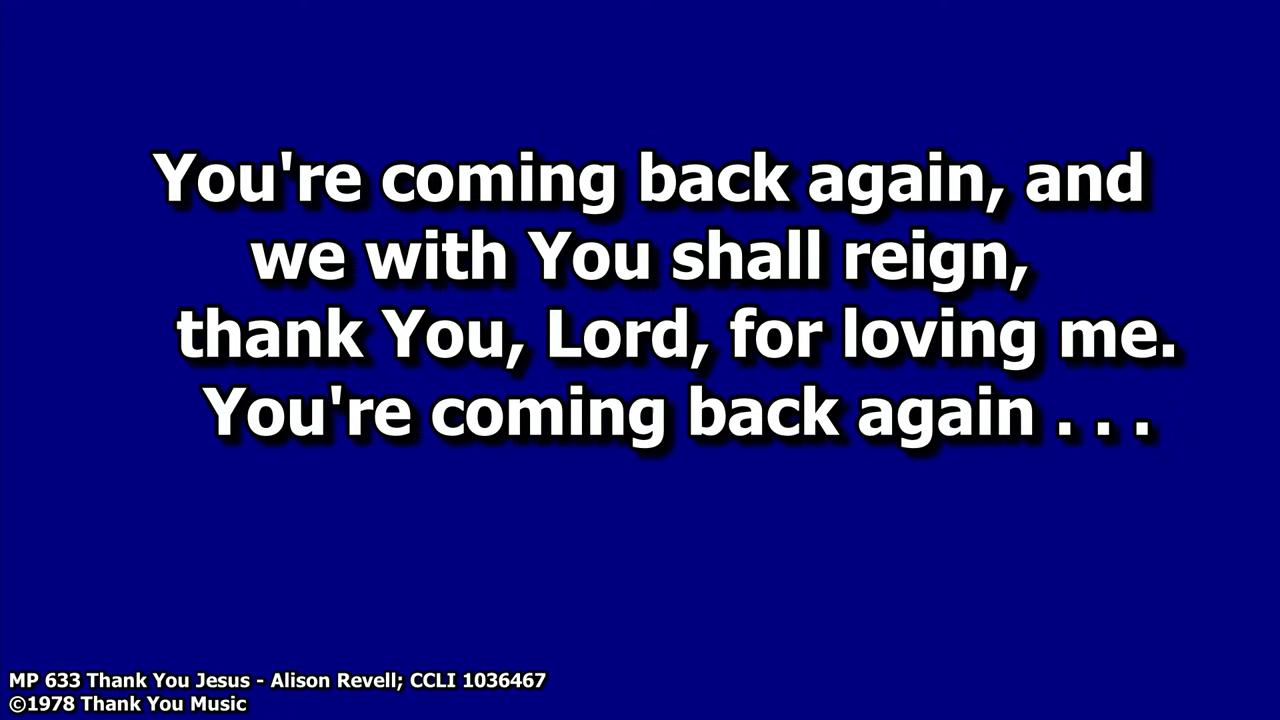 You're coming back again, and
we with You shall reign,
thank You, Lord, for loving me.
You're coming back again . . .
MP 633 Thank You Jesus - Alison Revell; CCLI 1036467
©1978 Thank You Music